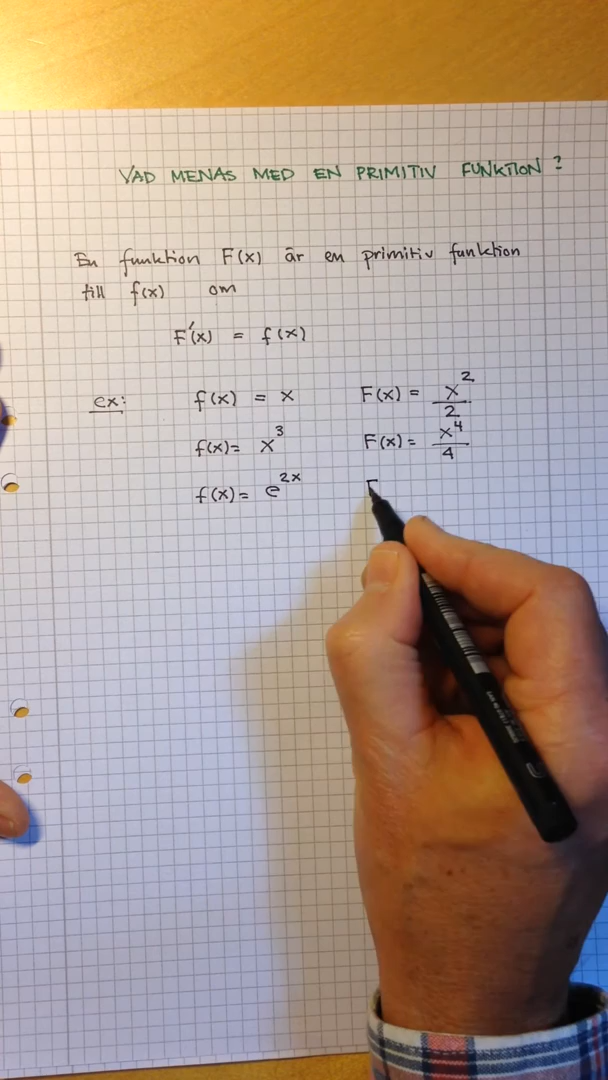 VAD MENAS MED EN PRIMITIV FUNKTION?
En funktion F(x) är en primitiv funktion
till f(x) om
F'(x) = f(x)
ex: f(x) = x F(x) = x²/2
f(x) = x³ F(x) = x⁴/4
f(x) = e^2x F